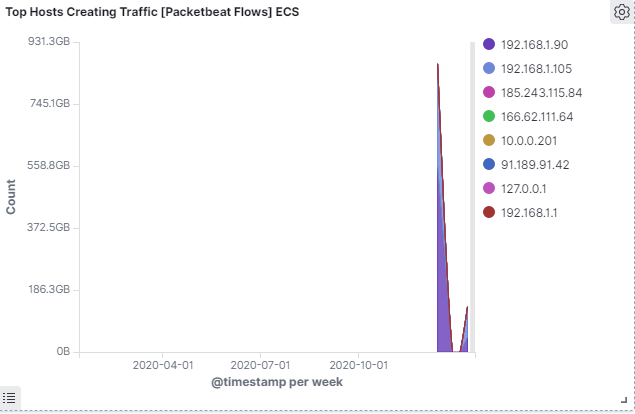 Top Hosts Creating Traffic [Packetbeat Flows] ECS
931.3GB
745.1GB
558.8GB
372.5GB
186.3GB
0B
Count
2020-04-01
2020-07-01
2020-10-01
@timestamp per week
192.168.1.90
192.168.1.105
185.243.115.84
166.62.111.64
10.0.0.201
91.189.91.42
127.0.0.1
192.168.1.1